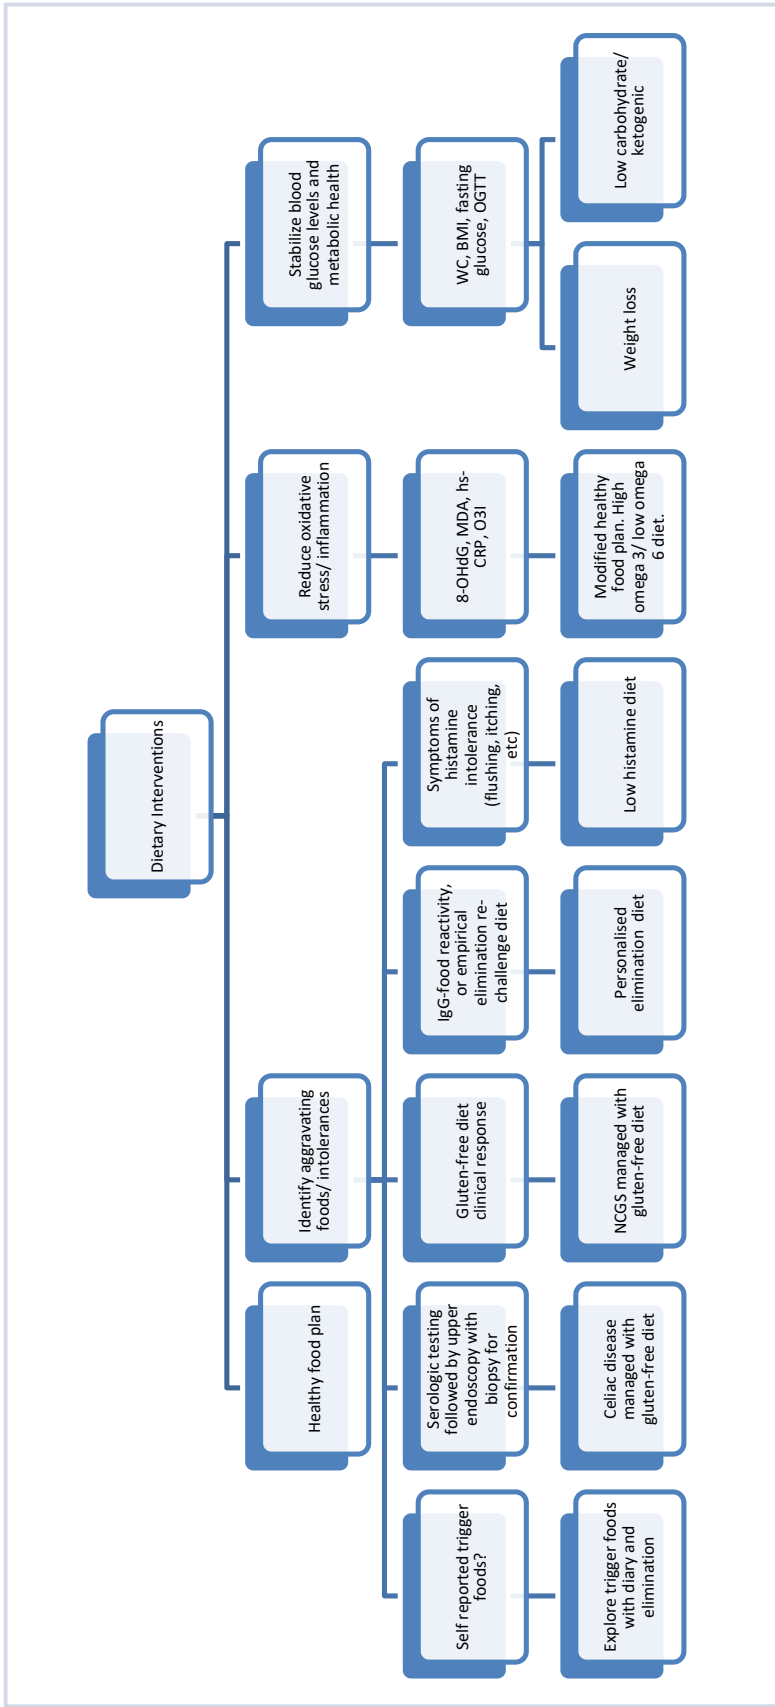 Dietary Interventions
Healthy food plan
Identify aggravating
foods/ intolerances
Reduce oxidative
stress/ inflammation
Stabilize blood
glucose levels and
metabolic health
Self reported trigger
foods?
Serologic testing
followed by upper
endoscopy with
biopsy for
confirmation
Gluten-free diet
clinical response
IgG-food reactivity,
or empirical
elimination re-
challenge diet
Symptoms of
histamine
intolerance
(flushing, itching,
etc)
8-OHdG, MDA, hs-
CRP, O3I
WC, BMI, fasting
glucose, OGTT
Explore trigger foods
with diary and
elimination
Celiac disease
managed with
gluten-free diet
NCGS managed with
gluten-free diet
Personalised
elimination diet
Low histamine diet
Modified healthy
food plan. High
omega 3/ low omega
6 diet.
Weight loss
Low carbohydrate/
ketogenic